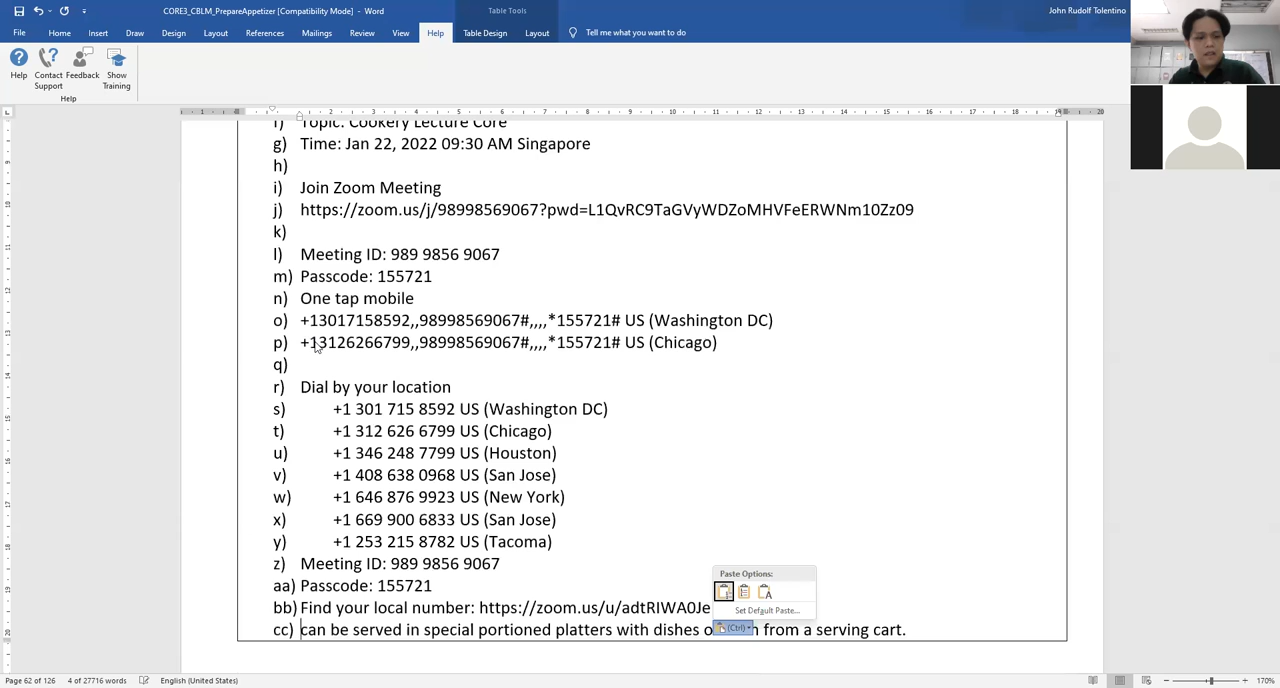 CORE3_CBLM_PrepareAppetizer [Compatibility Mode] - Word
Table Tools
John Rudolf Tolentino
File Home Insert Draw Design Layout References Mailings Review View Help Table Design Layout Tell me what you want to do
Help Contact Support Feedback Show Training
Help
f) Topic: Cookery Lecture Core
g) Time: Jan 22, 2022 09:30 AM Singapore
h)
i) Join Zoom Meeting
j) https://zoom.us/j/98998569067?pwd=L1QvRC9TaGVyWDZoMHVFeERWNm10Zz09
k)
l) Meeting ID: 989 9856 9067
m) Passcode: 155721
n) One tap mobile
o) +13017158592,,98998569067#,,,,*155721# US (Washington DC)
p) +13126266799,,98998569067#,,,,*155721# US (Chicago)
q)
r) Dial by your location
s) +1 301 715 8592 US (Washington DC)
t) +1 312 626 6799 US (Chicago)
u) +1 346 248 7799 US (Houston)
v) +1 408 638 0968 US (San Jose)
w) +1 646 876 9923 US (New York)
x) +1 669 900 6833 US (San Jose)
y) +1 253 215 8782 US (Tacoma)
z) Meeting ID: 989 9856 9067
Paste Options:
aa) Passcode: 155721
bb) Find your local number: https://zoom.us/u/adtRIWA0Je
Set Default Paste...
cc) can be served in special portioned platters with dishes from a serving cart.
(Ctrl)
Page 62 of 126 4 of 27716 words English (United States) 170%